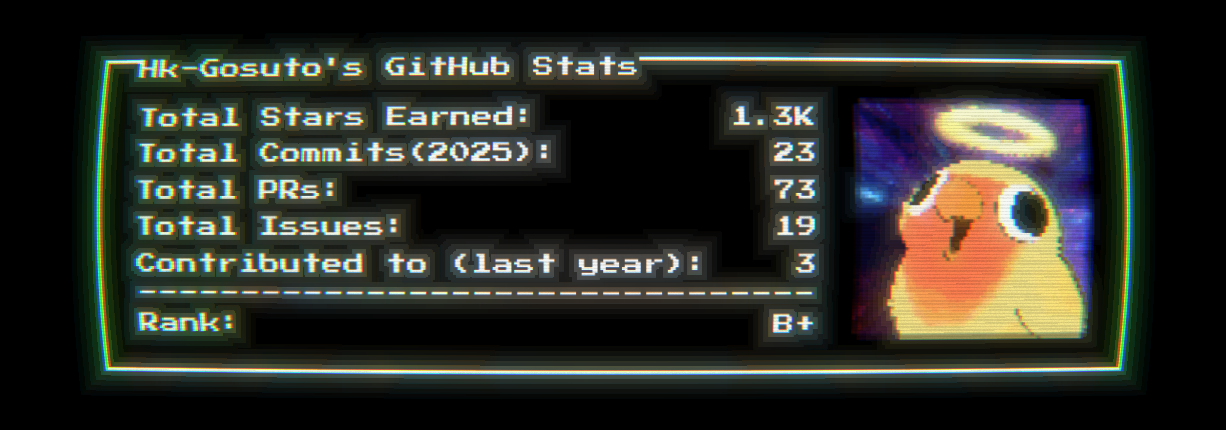 Hk-Gosuto's GitHub Stats
Total Stars Earned: 1.3K
Total Commits(2025): 23
Total PRs: 73
Total Issues: 19
Contributed to (last year): 3
---------------------------------
Rank: B+